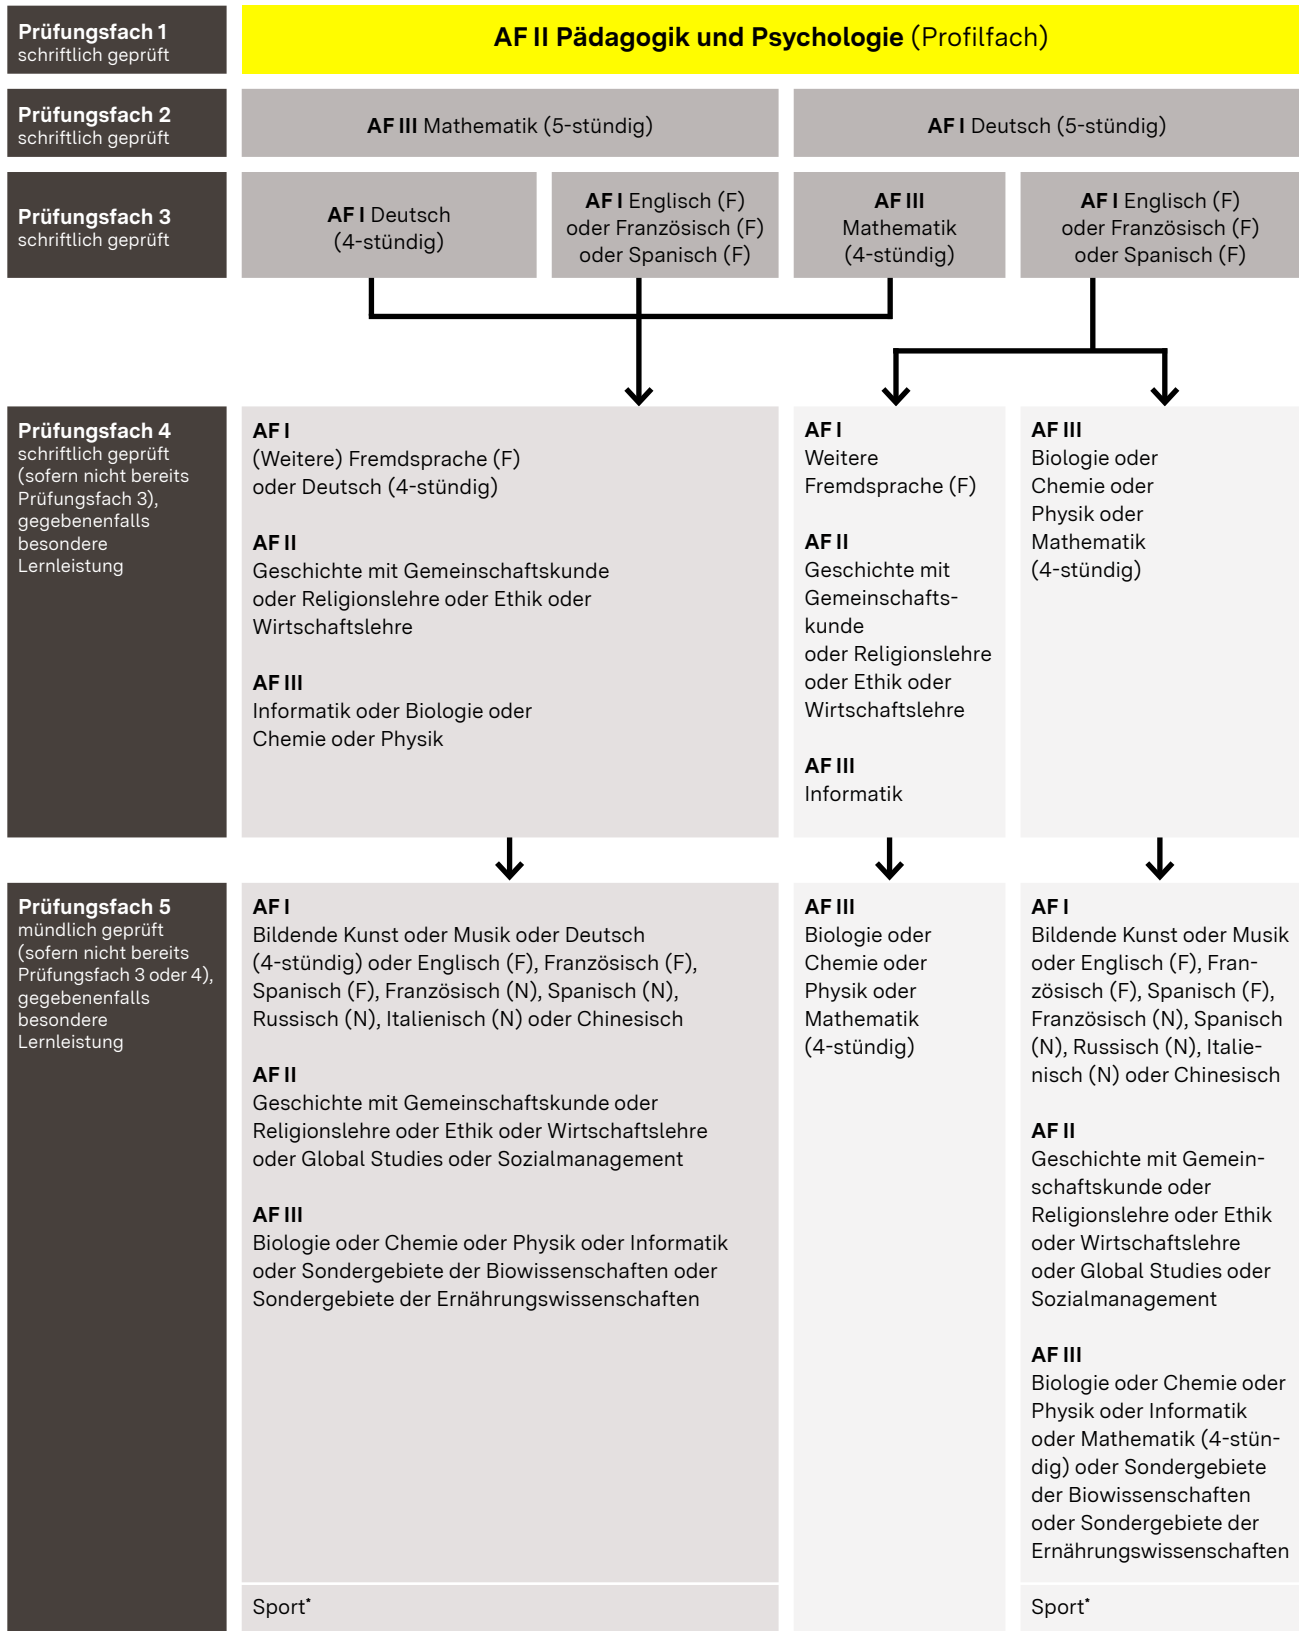 Prüfungsfach 1
schriftlich geprüft
AF II Pädagogik und Psychologie (Profilfach)
Prüfungsfach 2
schriftlich geprüft
AF III Mathematik (5-stündig)
AF I Deutsch (5-stündig)
Prüfungsfach 3
schriftlich geprüft
AF I Deutsch
(4-stündig)
AF I Englisch (F)
oder Französisch (F)
oder Spanisch (F)
AF III
Mathematik
(4-stündig)
AF I Englisch (F)
oder Französisch (F)
oder Spanisch (F)
Prüfungsfach 4
schriftlich geprüft
(sofern nicht bereits
Prüfungsfach 3),
gegebenenfalls
besondere
Lernleistung
AF I
(Weitere) Fremdsprache (F)
oder Deutsch (4-stündig)
AF II
Geschichte mit Gemeinschaftskunde
oder Religionslehre oder Ethik oder
Wirtschaftslehre
AF III
Informatik oder Biologie oder
Chemie oder Physik
AF I
Weitere
Fremdsprache (F)
AF II
Geschichte mit
Gemeinschafts-
kunde
oder Religionslehre
oder Ethik oder
Wirtschaftslehre
AF III
Informatik
AF III
Biologie oder
Chemie oder
Physik oder
Mathematik
(4-stündig)
Prüfungsfach 5
mündlich geprüft
(sofern nicht bereits
Prüfungsfach 3 oder 4),
gegebenenfalls
besondere
Lernleistung
AF I
Bildende Kunst oder Musik oder Deutsch
(4-stündig) oder Englisch (F), Französisch (F),
Spanisch (F), Französisch (N), Spanisch (N),
Russisch (N), Italienisch (N) oder Chinesisch
AF II
Geschichte mit Gemeinschaftskunde oder
Religionslehre oder Ethik oder Wirtschaftslehre
oder Global Studies oder Sozialmanagement
AF III
Biologie oder Chemie oder Physik oder Informatik
oder Sondergebiete der Biowissenschaften oder
Sondergebiete der Ernährungswissenschaften
Sport*
AF III
Biologie oder
Chemie oder
Physik oder
Mathematik
(4-stündig)
AF I
Bildende Kunst oder Musik
oder Englisch (F), Fran-
zösisch (F), Spanisch (F),
Französisch (N), Spanisch
(N), Russisch (N), Italie-
nisch (N) oder Chinesisch
AF II
Geschichte mit Gemein-
schaftskunde oder
Religionslehre oder Ethik
oder Wirtschaftslehre
oder Global Studies oder
Sozialmanagement
AF III
Biologie oder Chemie oder
Physik oder Informatik
oder Mathematik (4-stün-
dig) oder Sondergebiete
der Biowissenschaften
oder Sondergebiete der
Ernährungswissenschaften
Sport*